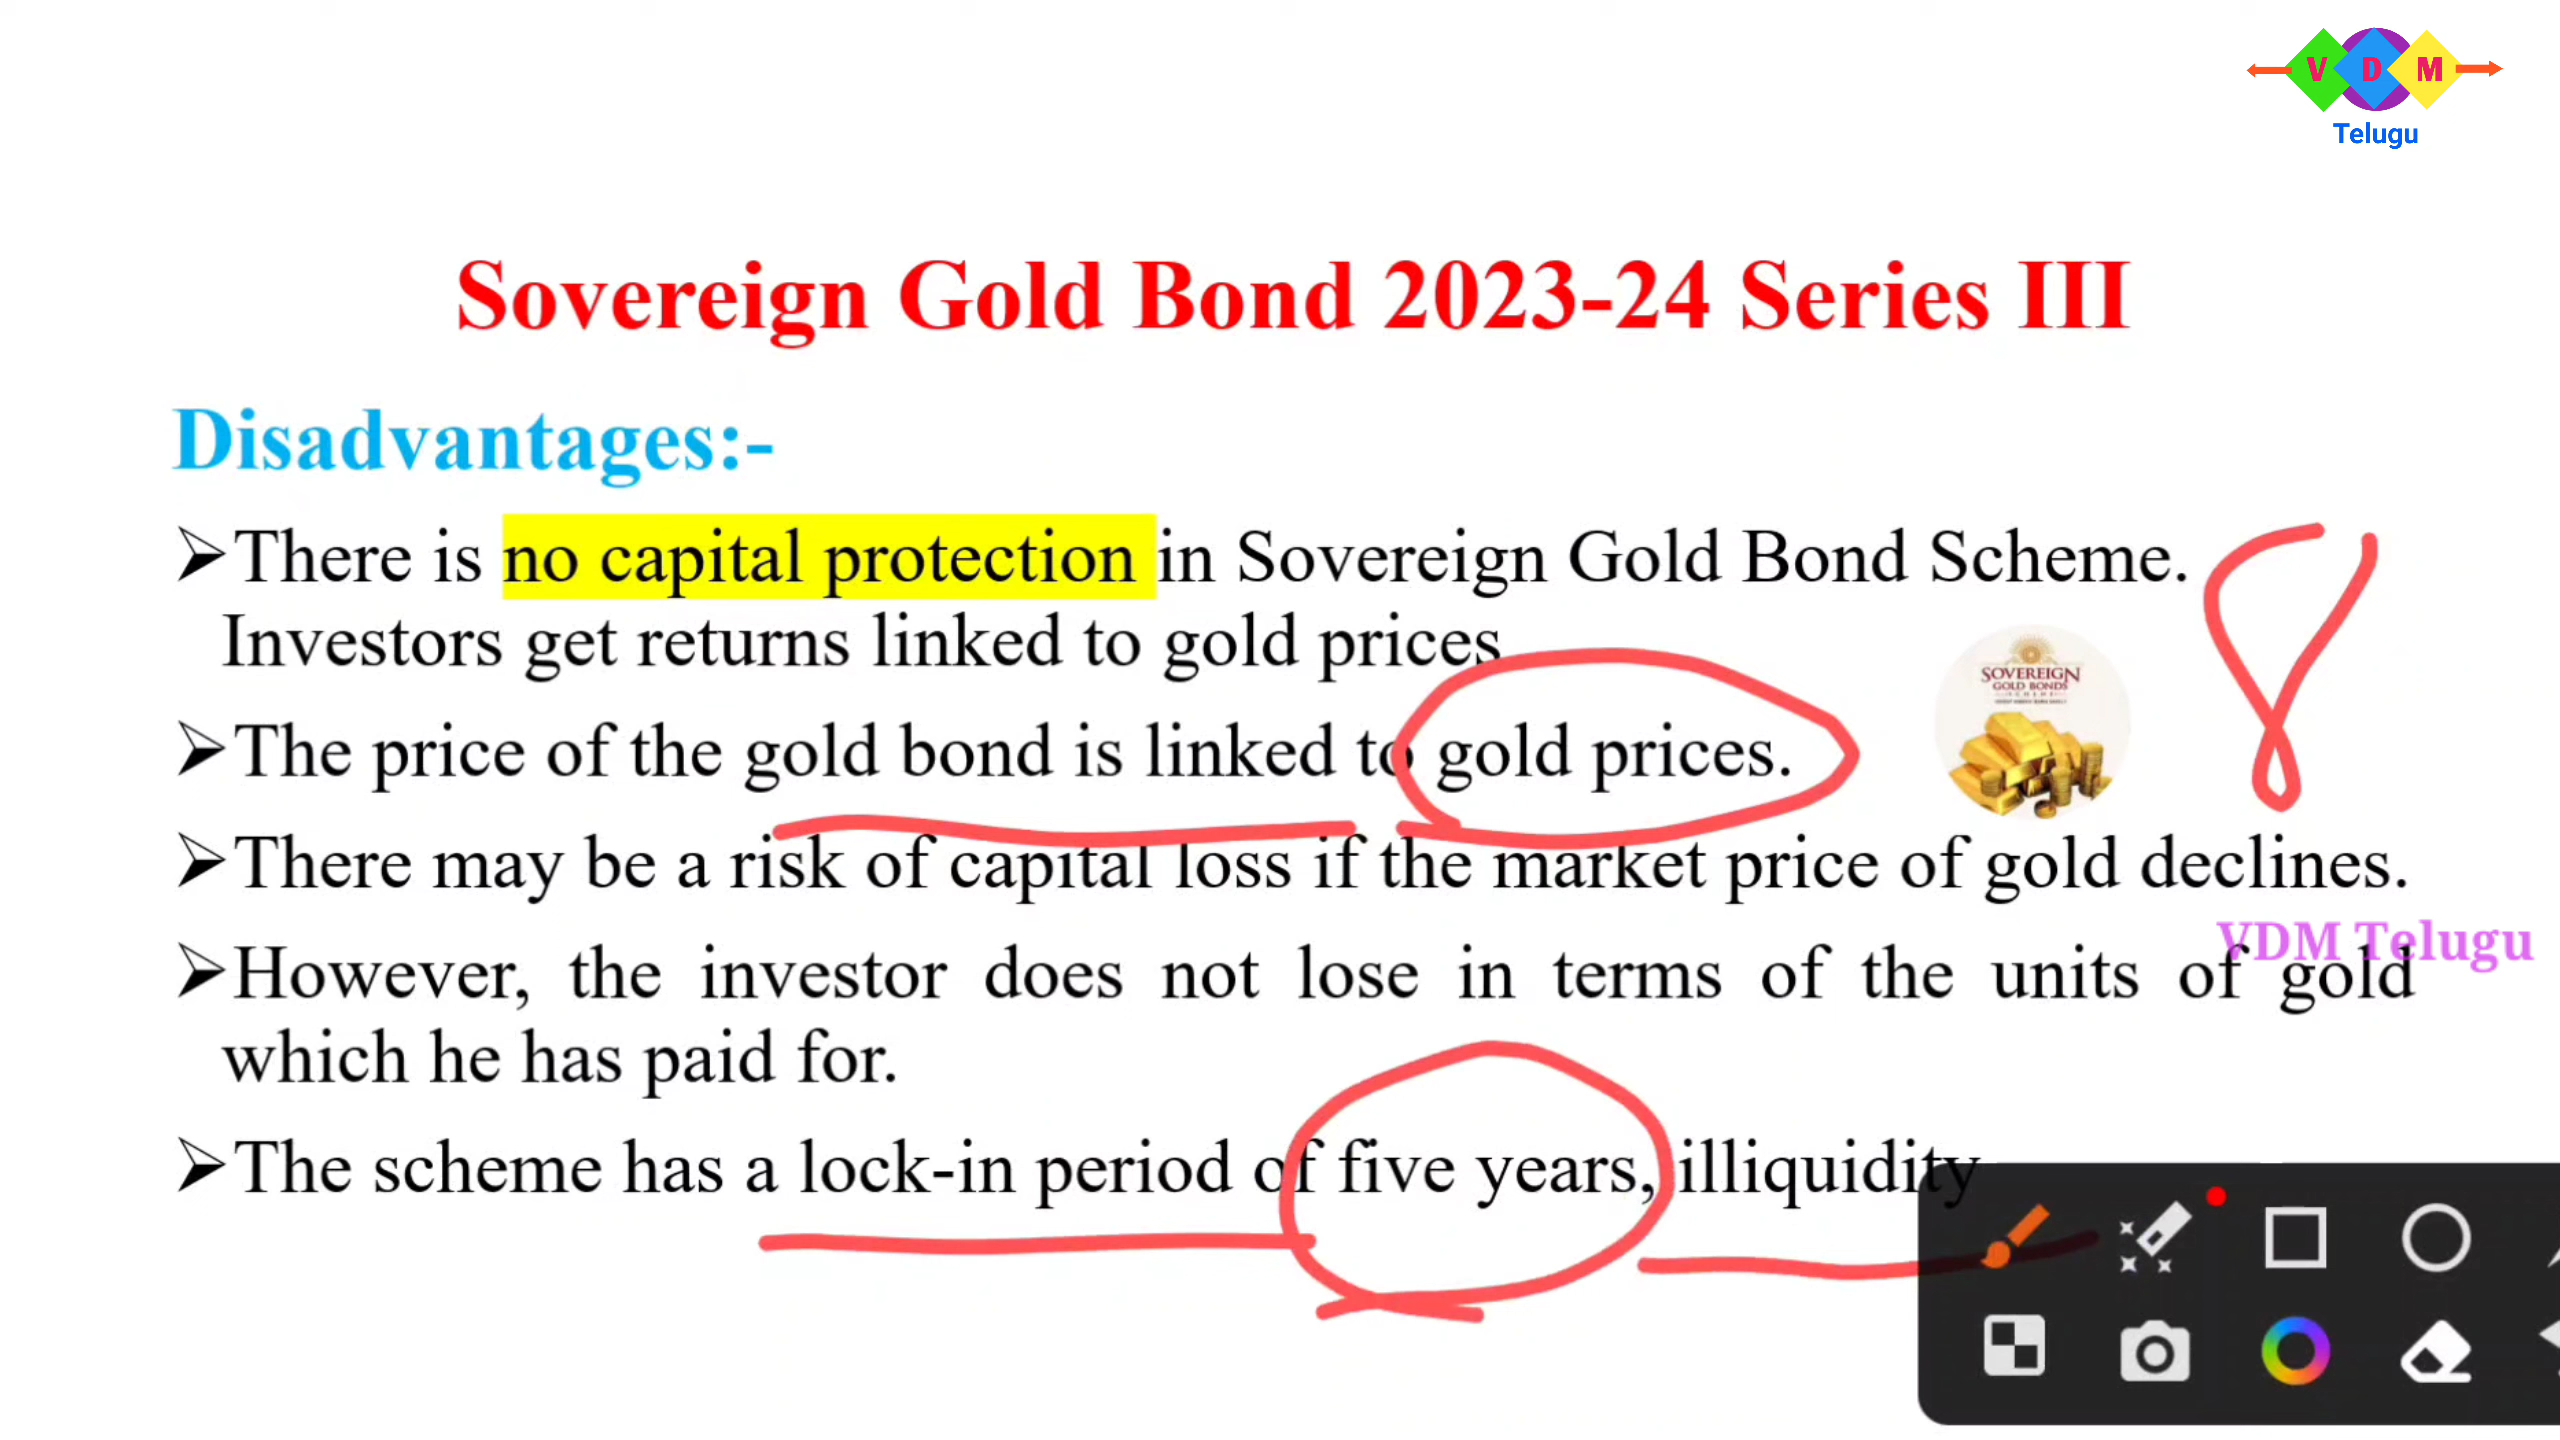 V D M
Telugu
Sovereign Gold Bond 2023-24 Series III
Disadvantages:-
➢There is no capital protection in Sovereign Gold Bond Scheme.
Investors get returns linked to gold prices
8
SOVEREIGN
GOLD BONDS
SCHEME
➢The price of the gold bond is linked to gold prices.
➢There may be a risk of capital loss if the market price of gold declines.
VDM Telugu
➢However, the investor does not lose in terms of the units of gold
which he has paid for.
➢The scheme has a lock-in period of five years, illiquidity